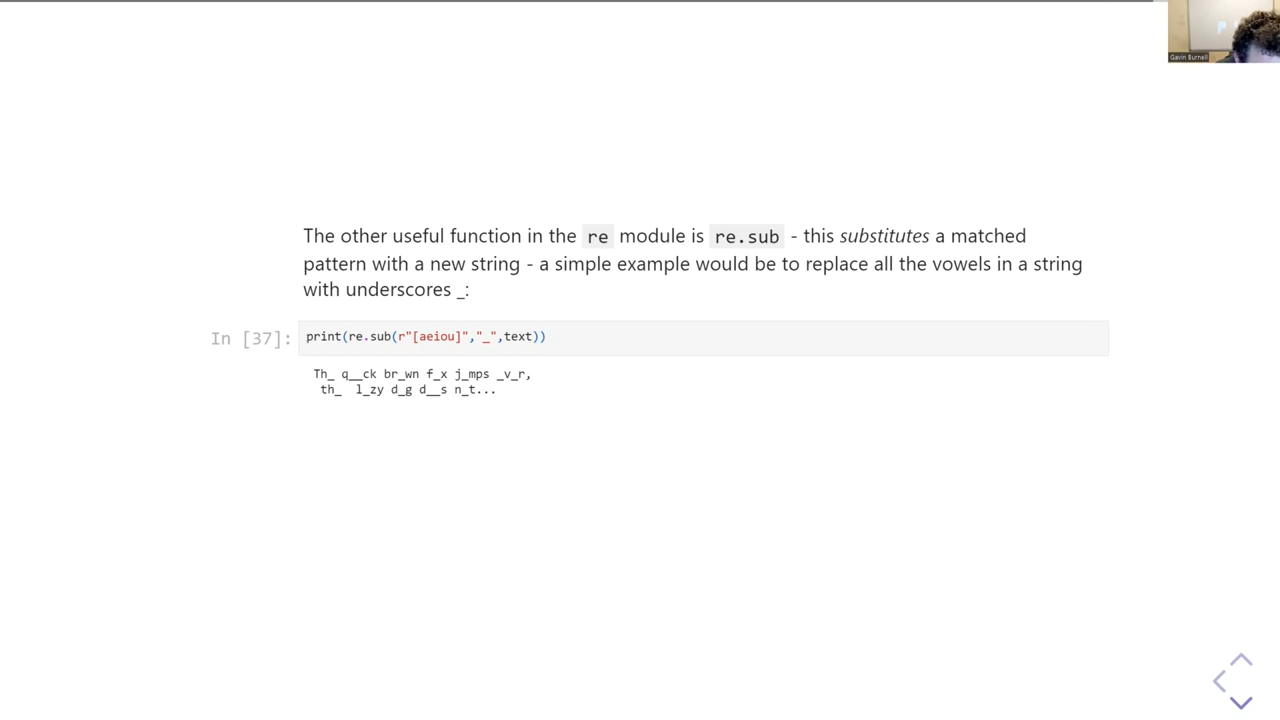 Gavin Burnell
The other useful function in the re module is re.sub - this substitutes a matched
pattern with a new string - a simple example would be to replace all the vowels in a string
with underscores _:
In [37]: print(re.sub(r"[aeiou]","_",text))
Th_ q__ck br_wn f_x j_mps _v_r,
th_  l_zy d_g d__s n_t...